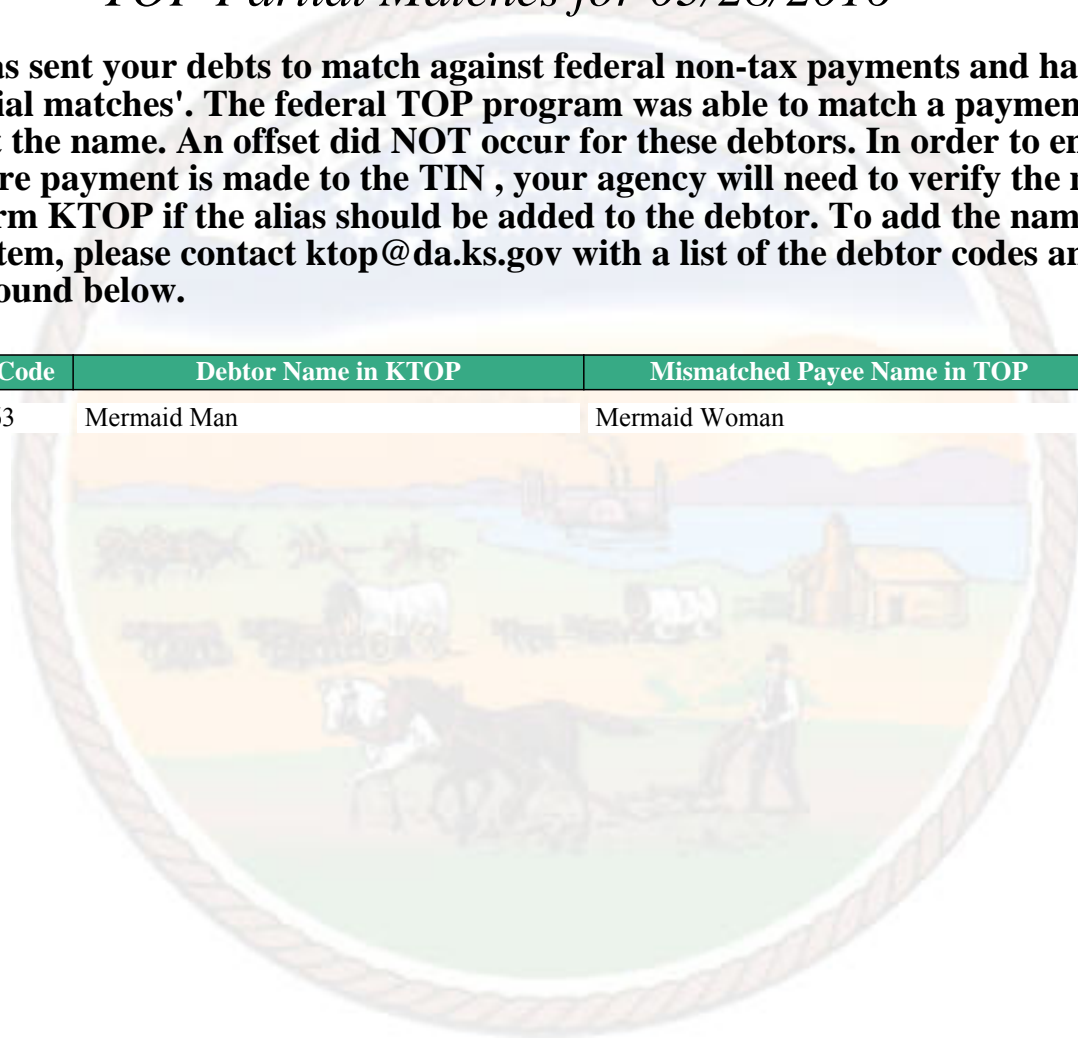 TOP Partial Matches for 03/28/2018
as sent your debts to match against federal non-tax payments and ha
ial matches'. The federal TOP program was able to match a paymen
t the name. An offset did NOT occur for these debtors. In order to en
re payment is made to the TIN , your agency will need to verify the
rm KTOP if the alias should be added to the debtor. To add the nam
tem, please contact ktop@da.ks.gov with a list of the debtor codes an
ound below.
Code Debtor Name in KTOP Mismatched Payee Name in TOP
63 Mermaid Man Mermaid Woman